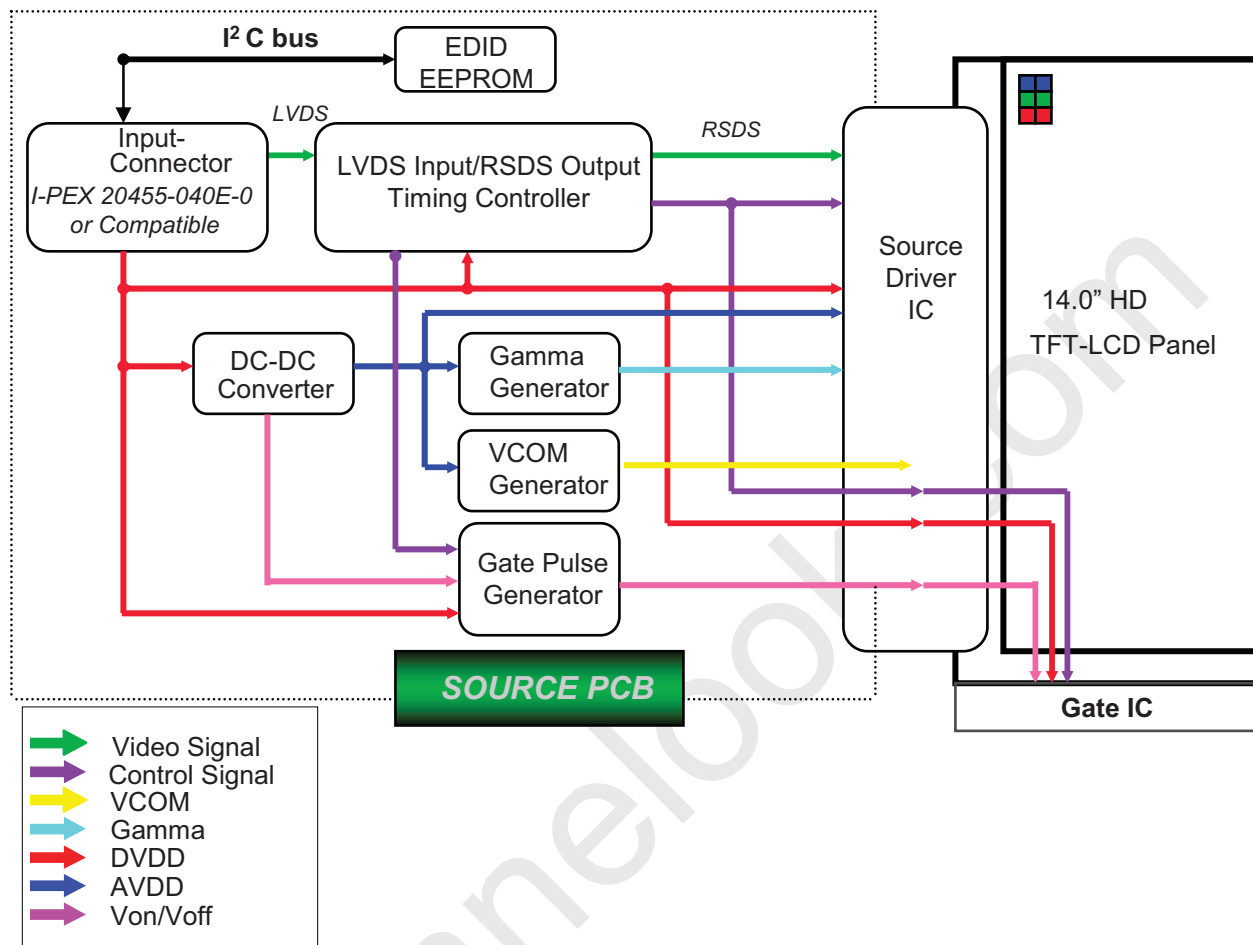 I² C bus
EDID
EEPROM
LVDS
RSDS
Input-
Connector
I-PEX 20455-040E-0
or Compatible
LVDS Input/RSDS Output
Timing Controller
Source
Driver
IC
14.0” HD
TFT-LCD Panel
DC-DC
Converter
Gamma
Generator
VCOM
Generator
Gate Pulse
Generator
SOURCE PCB
Gate IC
Video Signal
Control Signal
VCOM
Gamma
DVDD
AVDD
Von/Voff